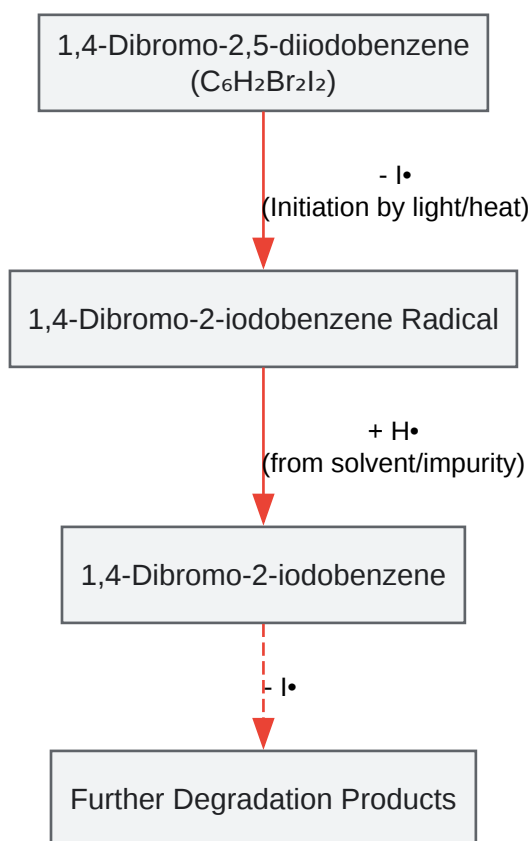 1,4-Dibromo-2,5-diiodobenzene
(C₆H₂Br₂I₂)
- I•
(Initiation by light/heat)
1,4-Dibromo-2-iodobenzene Radical
+ H•
(from solvent/impurity)
1,4-Dibromo-2-iodobenzene
- I•
Further Degradation Products